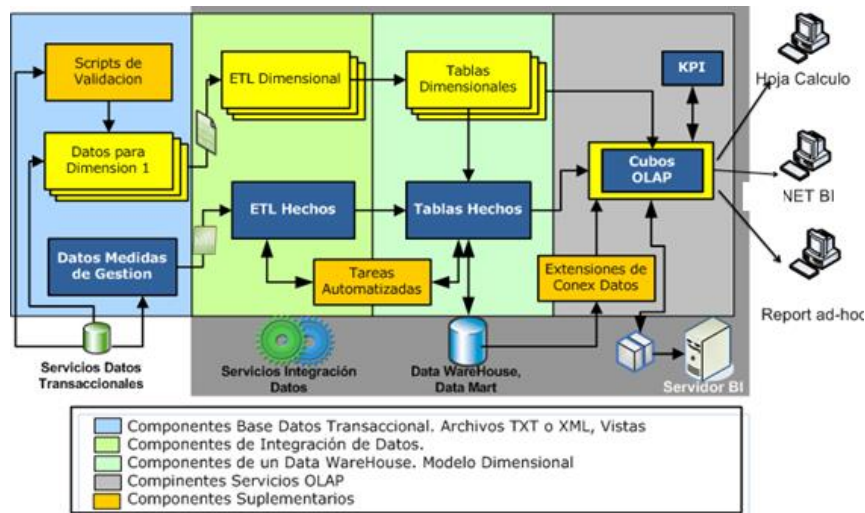 Scripts de
Validacion
ETL Dimensional
Tablas
Dimensionales
KPI
Hoja Calculo
Datos para
Dimension 1
Cubos
OLAP
NET BI
ETL Hechos
Tablas Hechos
Datos Medidas
de Gestion
Tareas
Automatizadas
Extensiones de
Conex Datos
Report ad-hoc
Servicios Datos
Transaccionales
Servicios Integración
Datos
Data WareHouse,
Data Mart
Servidor BI
Componentes Base Datos Transaccional. Archivos TXT o XML, Vistas
Componentes de Integración de Datos.
Componentes de un Data WareHouse. Modelo Dimensional
Compinentes Servicios OLAP
Componentes Suplementarios